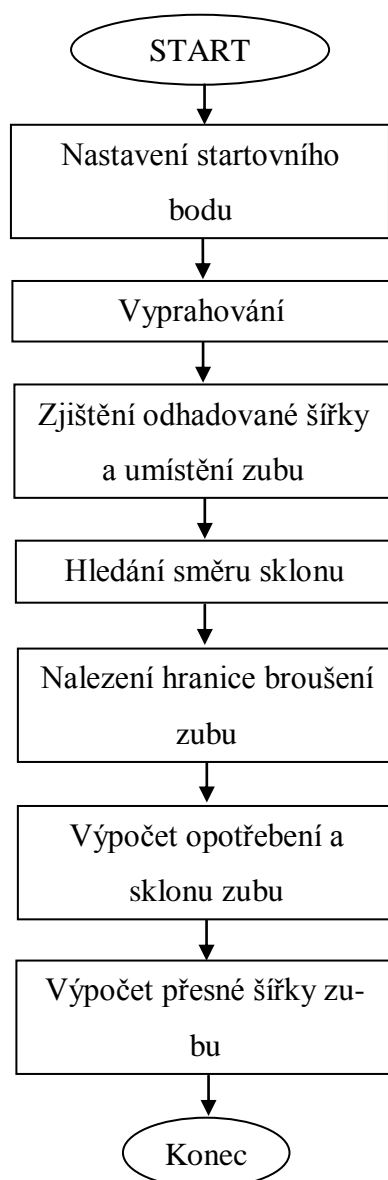 START
Nastavení startovního
bodu
Vyprahování
Zjištění odhadované šířky
a umístění zubu
Hledání směru sklonu
Nalezení hranice broušení
zubu
Výpočet opotřebení a
sklonu zubu
Výpočet přesné šířky zu-
bu
Konec